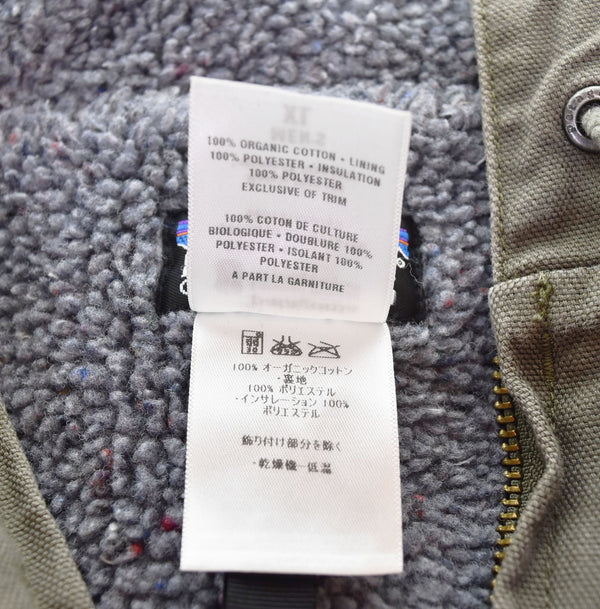 100% ORGANIC COTTON • LINING
100% POLYESTER • INSULATION
100% POLYESTER
EXCLUSIVE OF TRIM
100% COTON DE CULTURE
BIOLOGIQUE • DOUBLURE 100%
POLYESTER • ISOLANT 100%
POLYESTER
A PART LA GARNITURE
100% オーガニックコットン
・裏地
100% ポリエステル
・インサレーション 100%
ポリエステル
飾り付け部分を除く
・乾燥機－低温